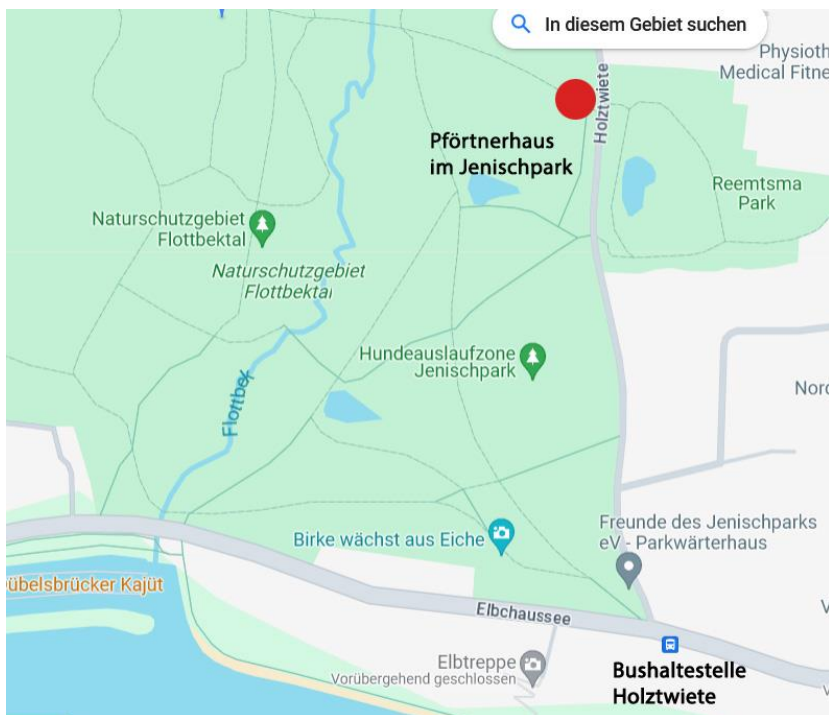 In diesem Gebiet suchen
Physioth
Medical Fitne
Holztwiete
Pförtnerhaus
im Jenischpark
Reemtsma
Park
Naturschutzgebiet
Flottbektal
Naturschutzgebiet
Flottbektal
Hundeauslaufzone
Jenischpark
Nord
Flottbek
Freunde des Jenischparks
eV - Parkwärterhaus
Birke wächst aus Eiche
übelsbrücker Kajüt
Elbchaussee
Elbtreppe
Vorübergehend geschlossen
Bushaltestelle
Holztwiete